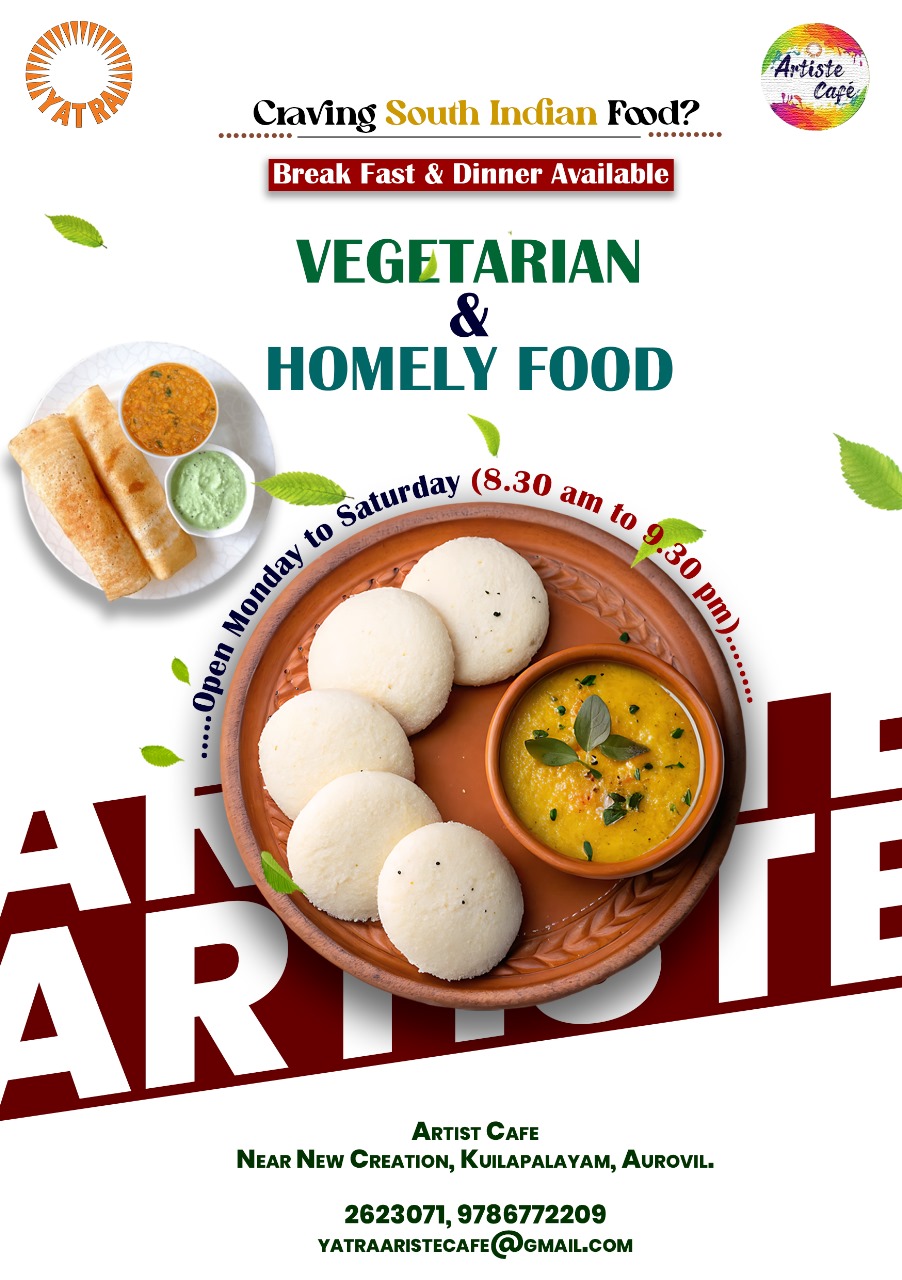 YATRA
Artiste
Café
Craving South Indian Food?
Break Fast & Dinner Available
VEGETARIAN
&
HOMELY FOOD
.....Open Monday to Saturday (8.30 am to 9.30 pm)........
ARTISTE
Artist Cafe
Near New Creation, Kuilapalayam, Aurovil.
2623071, 9786772209
yatraaristecafe@gmail.com